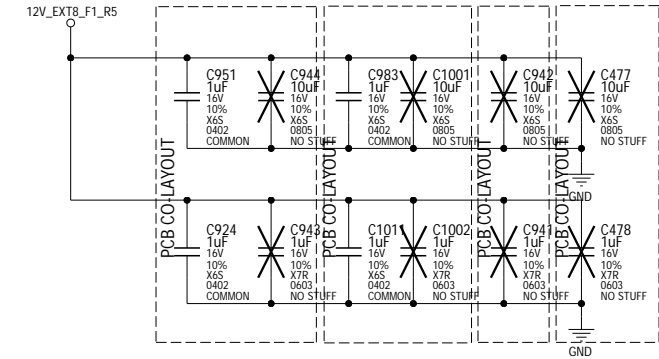 12V_EXT8_F1_R5
C951
1uF
16V
10%
X6S
0402
COMMON
C944
10uF
16V
10%
X6S
0805
NO STUFF
C983
1uF
16V
10%
X6S
0402
COMMON
C1001
10uF
16V
10%
X6S
0805
NO STUFF
C942
10uF
16V
10%
X6S
0805
NO STUFF
C477
10uF
16V
10%
X6S
0805
NO STUFF
GND
PCB CO-LAYOUT
PCB CO-LAYOUT
PCB CO-LAYOUT
PCB CO-LAYOUT
C924
1uF
16V
10%
X6S
0402
COMMON
C943
1uF
16V
10%
X7R
0603
NO STUFF
C1011
1uF
16V
10%
X6S
0402
COMMON
C1002
1uF
16V
10%
X7R
0603
NO STUFF
C941
1uF
16V
10%
X7R
0603
NO STUFF
C478
1uF
16V
10%
X7R
0603
NO STUFF
GND